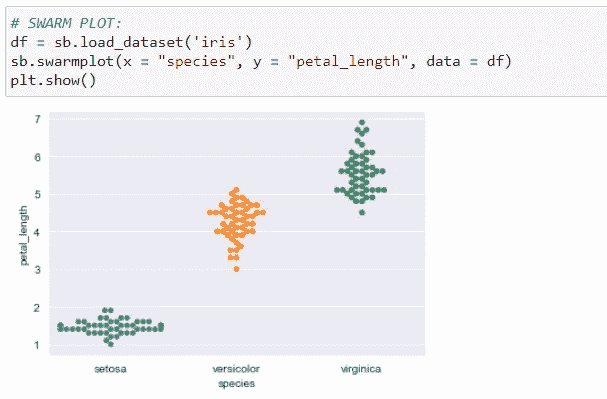 # SWARM PLOT:
df = sb.load_dataset('iris')
sb.swarmplot(x = "species", y = "petal_length", data = df)
plt.show()
7
6
5
4
3
2
1
petal_length
setosa versicolor virginica
species